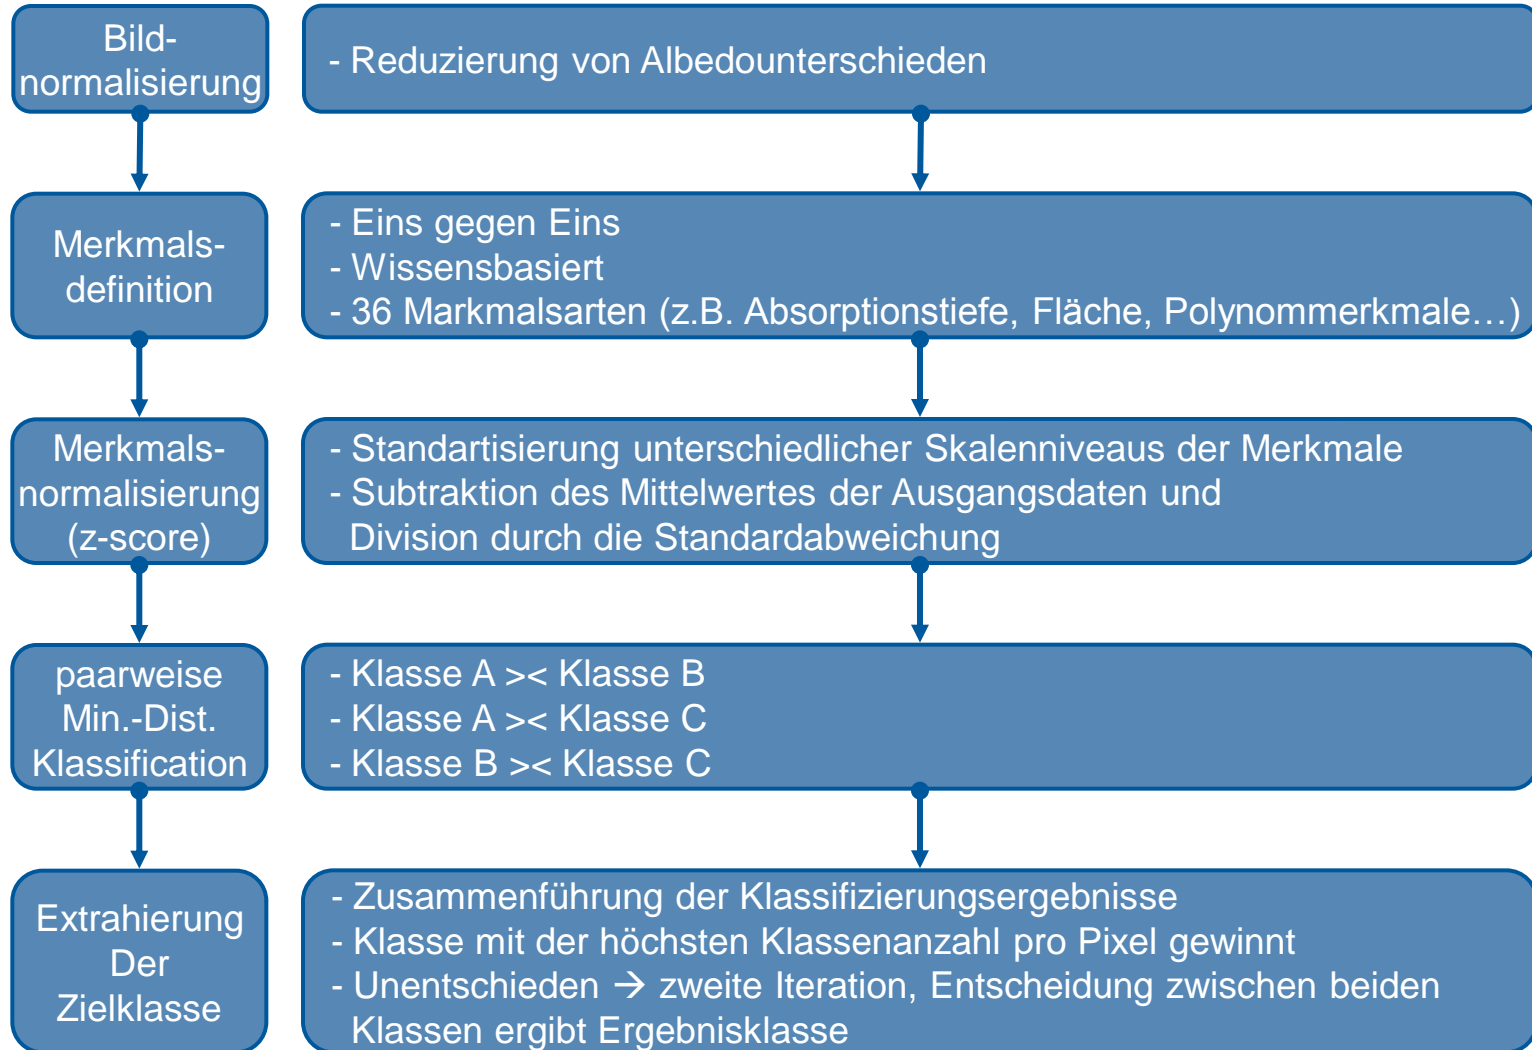 Bild-
normalisierung
- Reduzierung von Albedounterschieden
Merkmals-
definition
- Eins gegen Eins
- Wissensbasiert
- 36 Markmalsarten (z.B. Absorptionstiefe, Fläche, Polynommerkmale…)
Merkmals-
normalisierung
(z-score)
- Standartisierung unterschiedlicher Skalenniveaus der Merkmale
- Subtraktion des Mittelwertes der Ausgangsdaten und
Division durch die Standardabweichung
paarweise
Min.-Dist.
Klassification
- Klasse A >< Klasse B
- Klasse A >< Klasse C
- Klasse B >< Klasse C
Extrahierung
Der
Zielklasse
- Zusammenführung der Klassifizierungsergebnisse
- Klasse mit der höchsten Klassenanzahl pro Pixel gewinnt
- Unentschieden → zweite Iteration, Entscheidung zwischen beiden
Klassen ergibt Ergebnisklasse